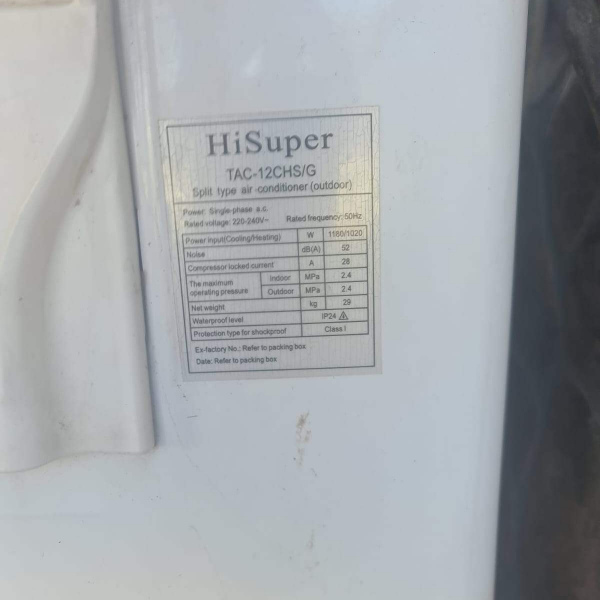 HiSuper
TAC-12CHS/G
Split type air-conditioner (outdoor)
Power: Single-phase a.c.
Rated voltage: 220-240V~ Rated frequency: 50Hz
Power input(Cooling/Heating) W 1160/1020
Noise dB(A) 52
Compressor locked current A 28
The maximum operating pressure Indoor MPa 2.4
Outdoor MPa 2.4
Net weight kg 29
Waterproof level IP24
Protection type for shockproof Class I
Ex-factory No.: Refer to packing box
Date: Refer to packing box